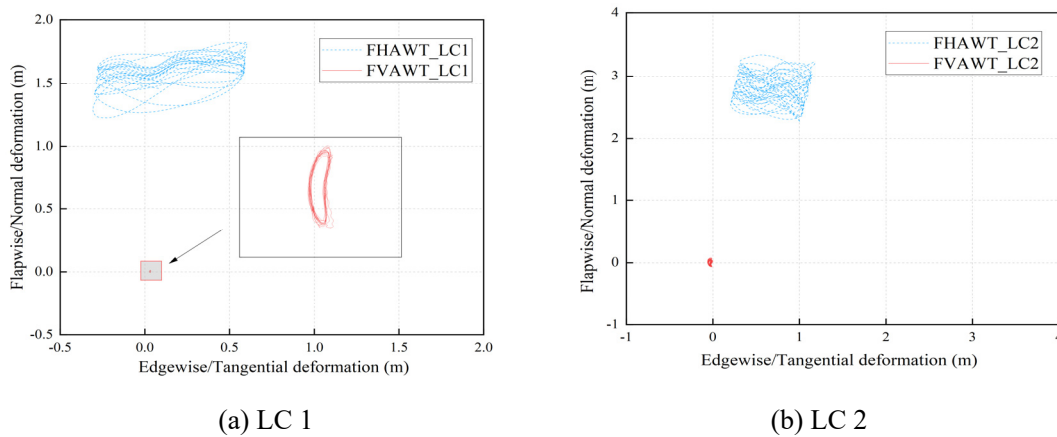 2.0
1.5
1.0
0.5
0.0
-0.5
-0.5
0.0
0.5
1.0
1.5
2.0
Flapwise/Normal deformation (m)
Edgewise/Tangential deformation (m)
FHAWT_LC1
FVAWT_LC1
(a) LC 1
4
3
2
1
0
-1
-1
0
1
2
3
4
Flapwise/Normal deformation (m)
Edgewise/Tangential deformation (m)
FHAWT_LC2
FVAWT_LC2
(b) LC 2